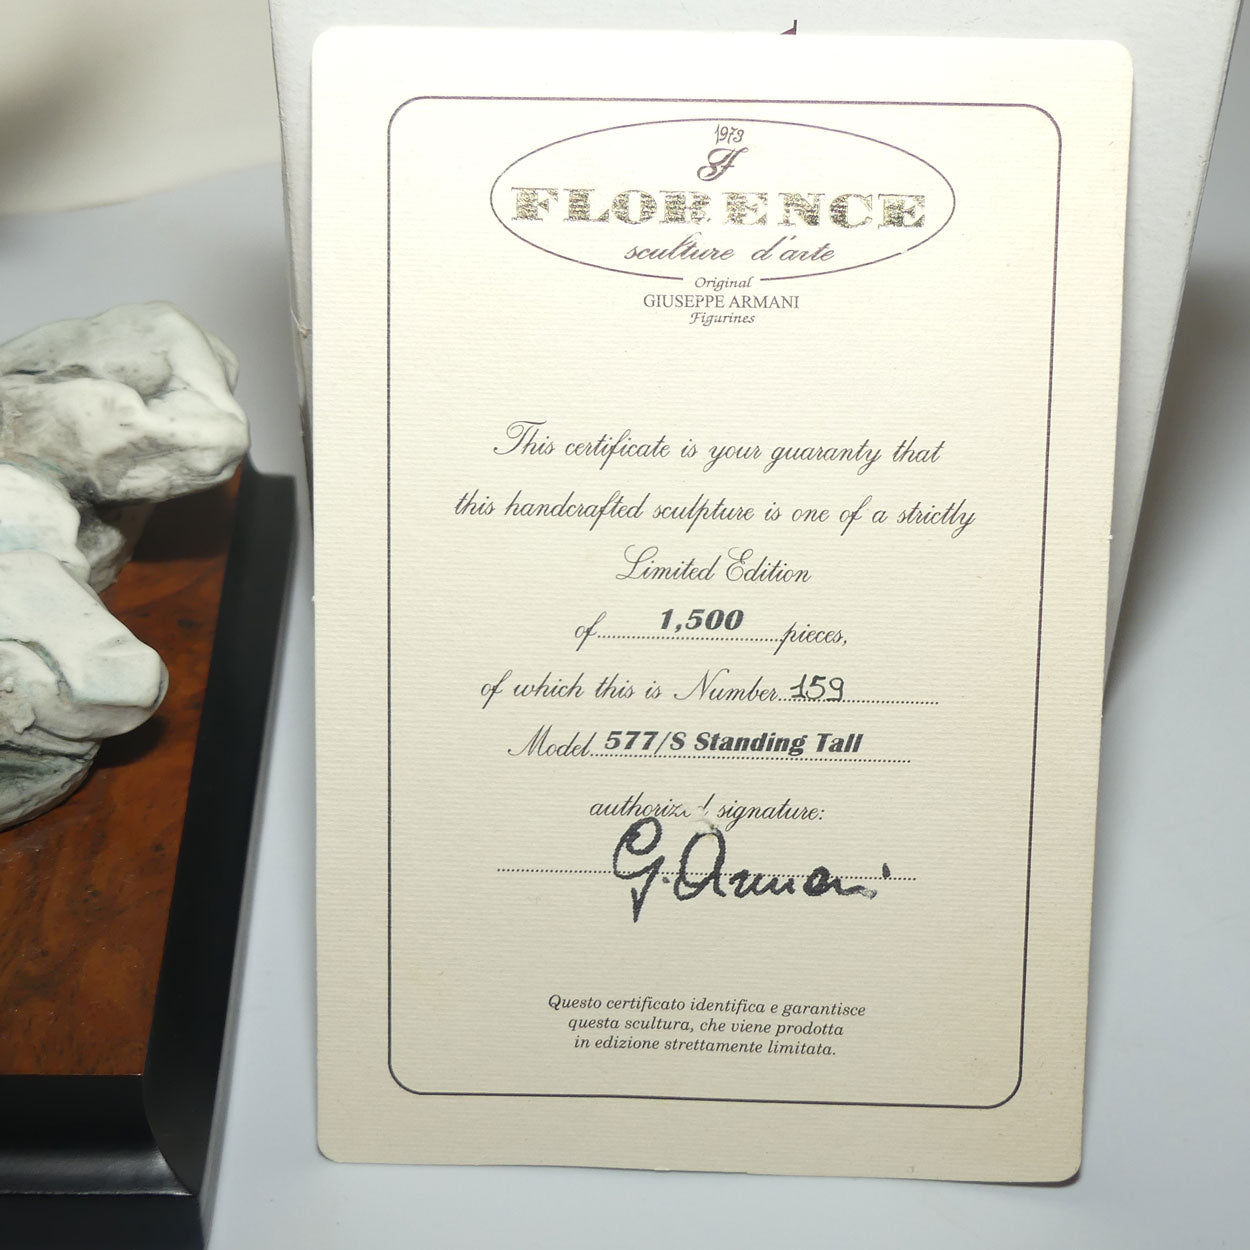 1973
FLORENCE
sculture d'arte
Original
GIUSEPPE ARMANI
Figurines
This certificate is your guaranty that
this handcrafted sculpture is one of a strictly
Limited Edition
of 1,500 pieces,
of which this is Number 159
Model 577/S Standing Tall
authorized signature:
G. Armani
Questo certificato identifica e garantisce
questa scultura, che viene prodotta
in edizione strettamente limitata.